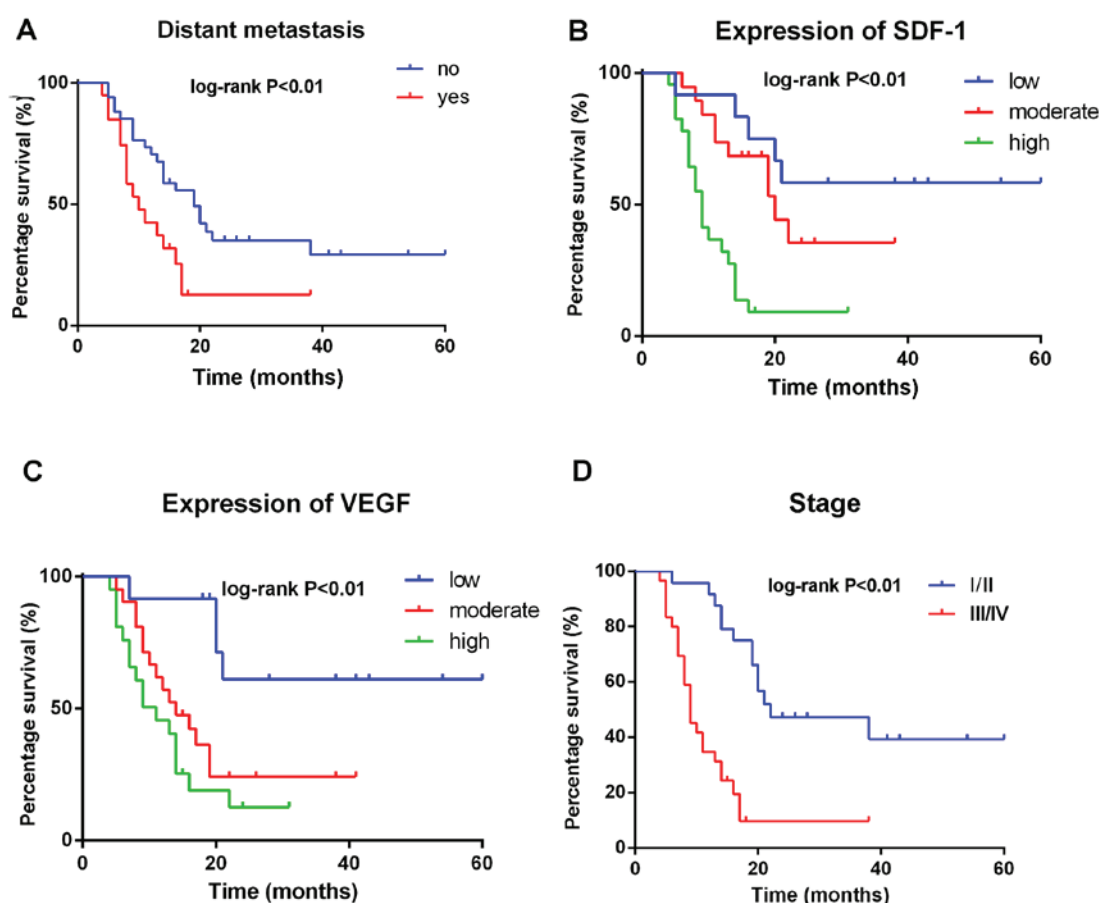 A
Distant metastasis
log-rank P<0.01
no
yes
Percentage survival (%)
100
50
0
0 20 40 60
Time (months)
B
Expression of SDF-1
log-rank P<0.01
low
moderate
high
Percentage survival (%)
100
50
0
0 20 40 60
Time (months)
C
Expression of VEGF
log-rank P<0.01
low
moderate
high
Percentage survival (%)
100
50
0
0 20 40 60
Time (months)
D
Stage
log-rank P<0.01
I/II
III/IV
Percentage survival (%)
100
80
60
40
20
0
0 20 40 60
Time (months)